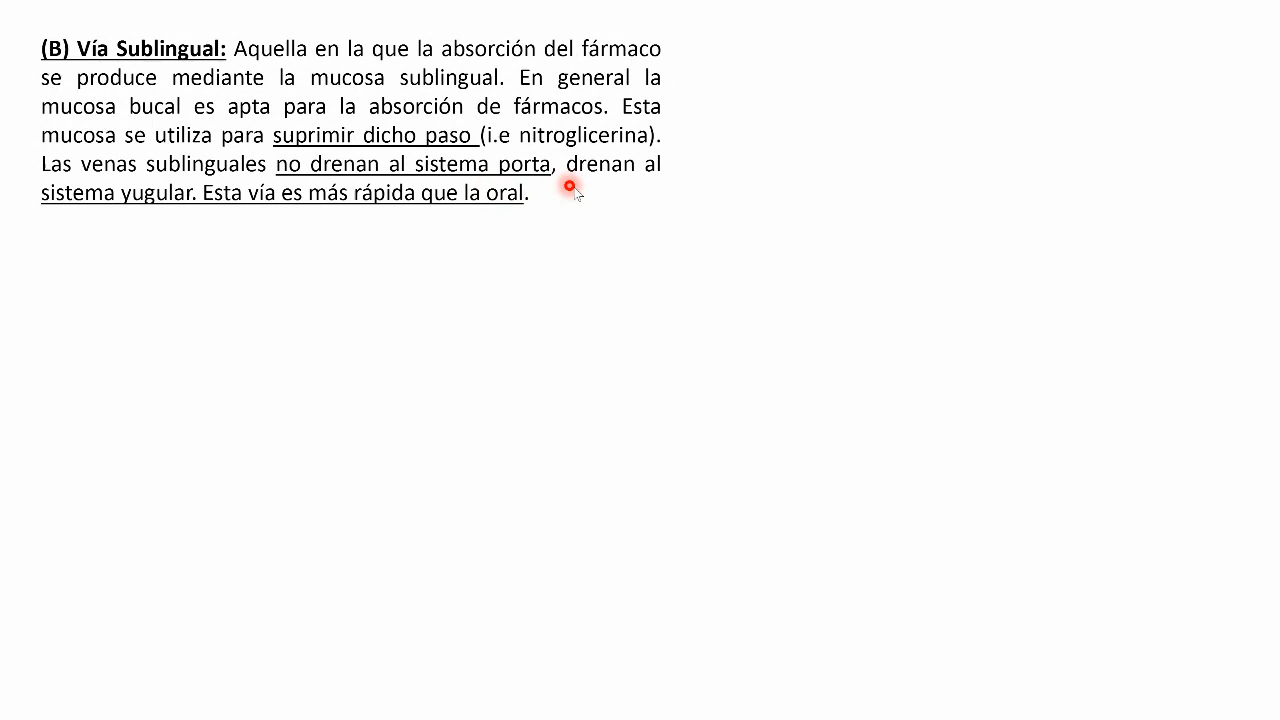 (B) Vía Sublingual: Aquella en la que la absorción del fármaco
se produce mediante la mucosa sublingual. En general la
mucosa bucal es apta para la absorción de fármacos. Esta
mucosa se utiliza para suprimir dicho paso (i.e nitroglicerina).
Las venas sublinguales no drenan al sistema porta, drenan al
sistema yugular. Esta vía es más rápida que la oral.